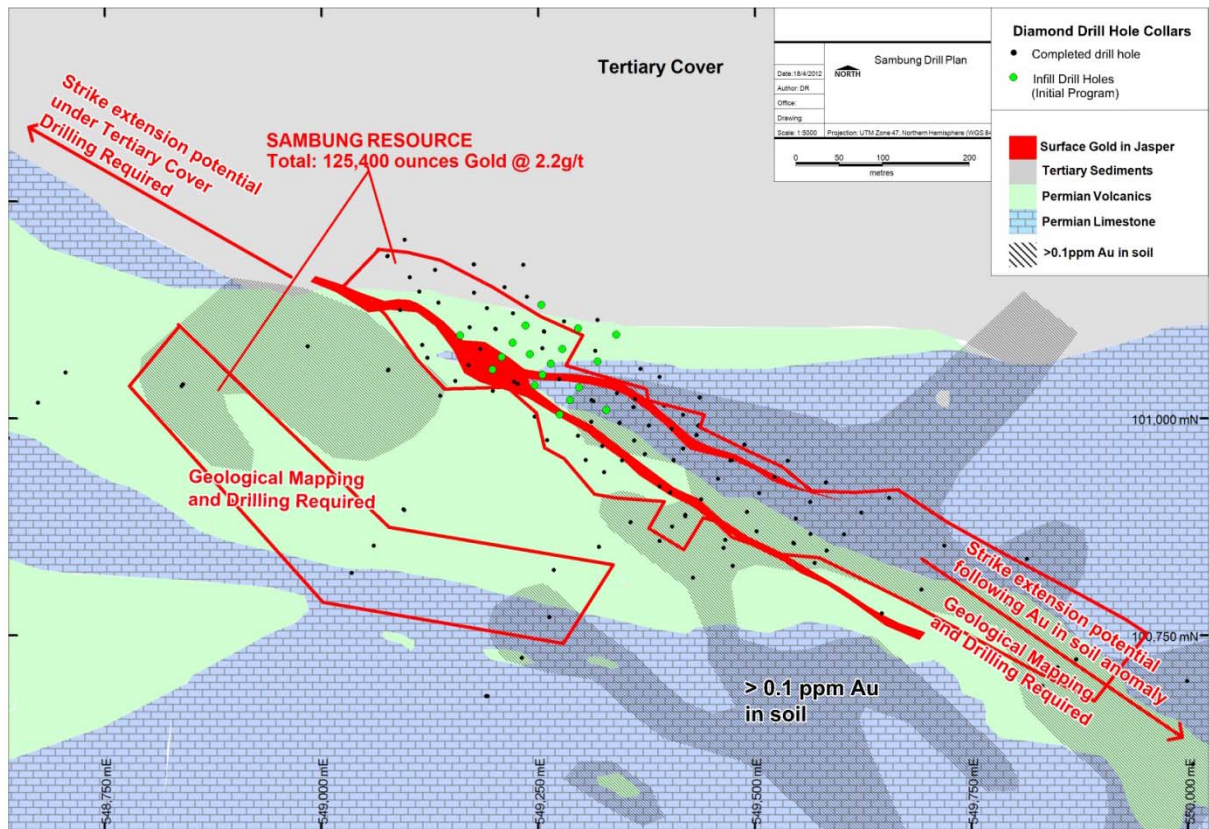 Tertiary Cover
Strike extension potential
under Tertiary Cover
Drilling Required
SAMBUNG RESOURCE
Total: 125,400 ounces Gold @ 2.2g/t
Date:18/4/2012
Author: DR
Office:
Drawing:
Scale: 1:5000
NORTH
Sambung Drill Plan
Projection: UTM Zone 47, Northern Hemisphere (WGS 84
0 50 100 200
metres
Diamond Drill Hole Collars
Completed drill hole
Infill Drill Holes
(Initial Program)
Surface Gold in Jasper
Tertiary Sediments
Permian Volcanics
Permian Limestone
>0.1ppm Au in soil
101,000 mN
Geological Mapping
and Drilling Required
Strike extension potential
following Au in soil anomaly
Geological Mapping
and Drilling Required
100,750 mN
> 0.1 ppm Au
in soil
548,750 mE
549,000 mE
549,250 mE
549,500 mE
549,750 mE
550,000 mE